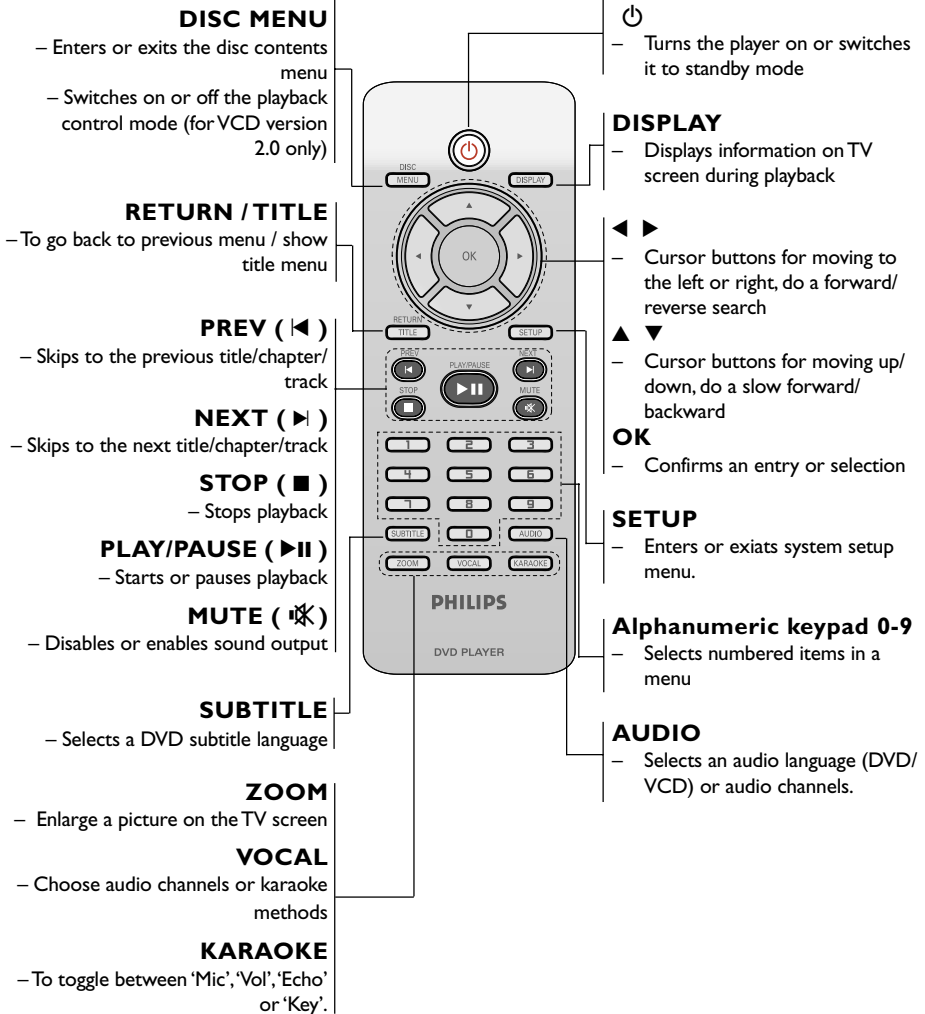 DISC MENU
– Enters or exits the disc contents
menu
– Switches on or off the playback
control mode (for VCD version
2.0 only)
RETURN / TITLE
– To go back to previous menu / show
title menu
PREV ( )
– Skips to the previous title/chapter/
track
NEXT ( )
– Skips to the next title/chapter/track
STOP ( ■ )
– Stops playback
PLAY/PAUSE ( )
– Starts or pauses playback
MUTE ( )
– Disables or enables sound output
SUBTITLE
– Selects a DVD subtitle language
ZOOM
– Enlarge a picture on the TV screen
VOCAL
– Choose audio channels or karaoke
methods
KARAOKE
– To toggle between ‘Mic’, ‘Vol’, ‘Echo’
or ‘Key’.
DISC
MENU
DISPLAY
OK
RETURN
TITLE
SETUP
PREV
PLAY/PAUSE
NEXT
STOP
MUTE
1 2 3
4 5 6
7 8 9
SUBTITLE 0 AUDIO
ZOOM VOCAL KARAOKE
PHILIPS
DVD PLAYER
– Turns the player on or switches
it to standby mode
DISPLAY
– Displays information on TV
screen during playback
◀ ▶
– Cursor buttons for moving to
the left or right, do a forward/
reverse search
▲ ▼
– Cursor buttons for moving up/
down, do a slow forward/
backward
OK
– Confirms an entry or selection
SETUP
– Enters or exiats system setup
menu.
Alphanumeric keypad 0-9
– Selects numbered items in a
menu
AUDIO
– Selects an audio language (DVD/
VCD) or audio channels.